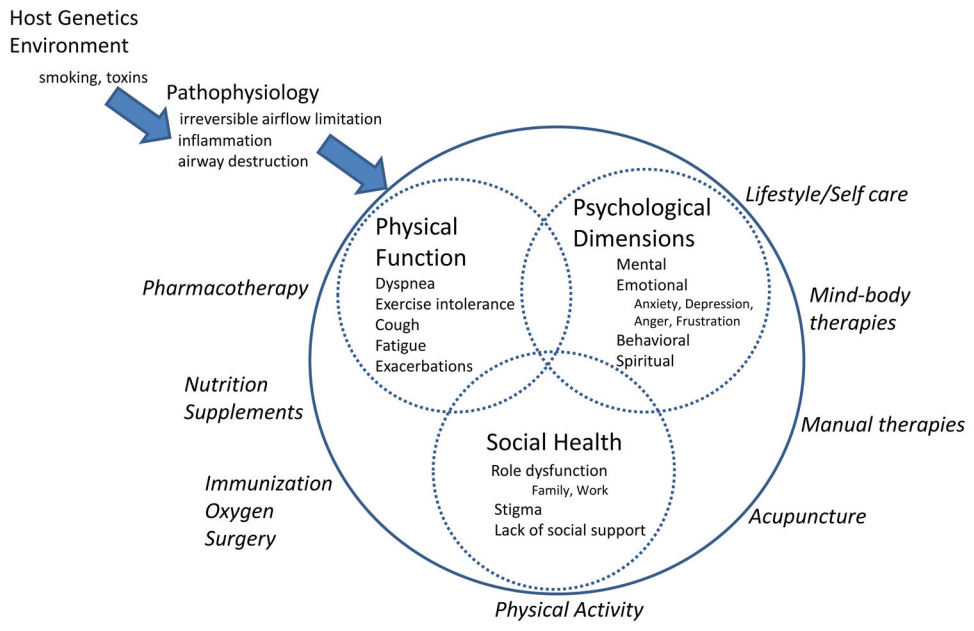 Host Genetics
Environment
smoking, toxins
Pathophysiology
irreversible airflow limitation
inflammation
airway destruction
Physical
Function
Dyspnea
Exercise intolerance
Cough
Fatigue
Exacerbations
Psychological
Dimensions
Mental
Emotional
Anxiety, Depression,
Anger, Frustration
Behavioral
Spiritual
Social Health
Role dysfunction
Family, Work
Stigma
Lack of social support
Pharmacotherapy
Nutrition
Supplements
Immunization
Oxygen
Surgery
Lifestyle/Self care
Mind-body
therapies
Manual therapies
Acupuncture
Physical Activity